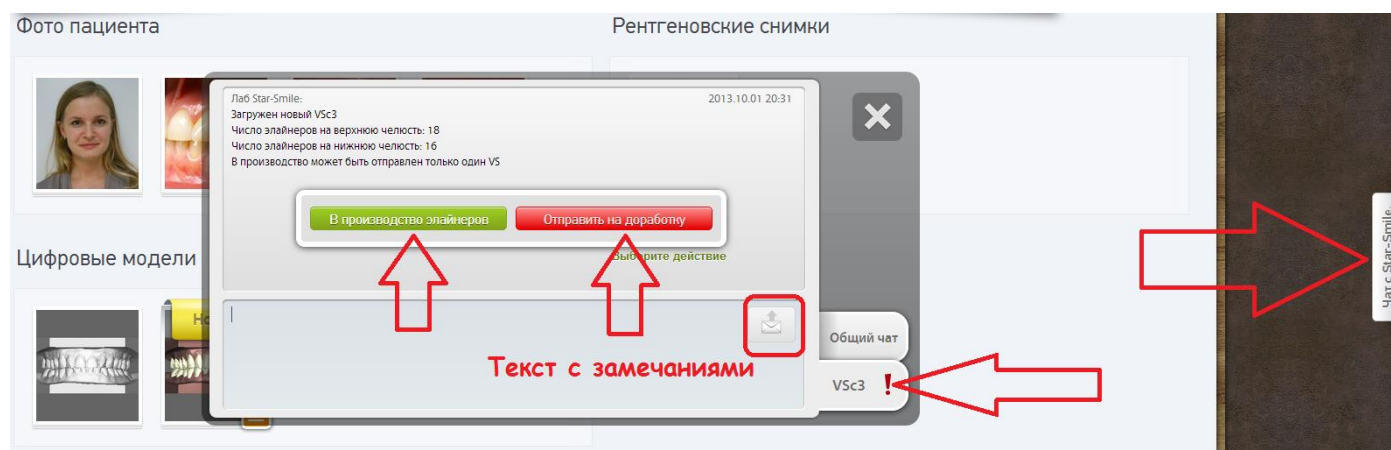 Фото пациента
Рентгеновские снимки
Лаб Star-Smile:
2013.10.01 20:31
Загружен новый VSc3
Число элайнеров на верхнюю челюсть: 18
Число элайнеров на нижнюю челюсть: 16
В производство может быть отправлен только один VS
В производство элайнеров
Отправить на доработку
Выберите действие
Цифровые модели
Текст с замечаниями
Общий чат
VSc3 !
Чат с Star-Smile